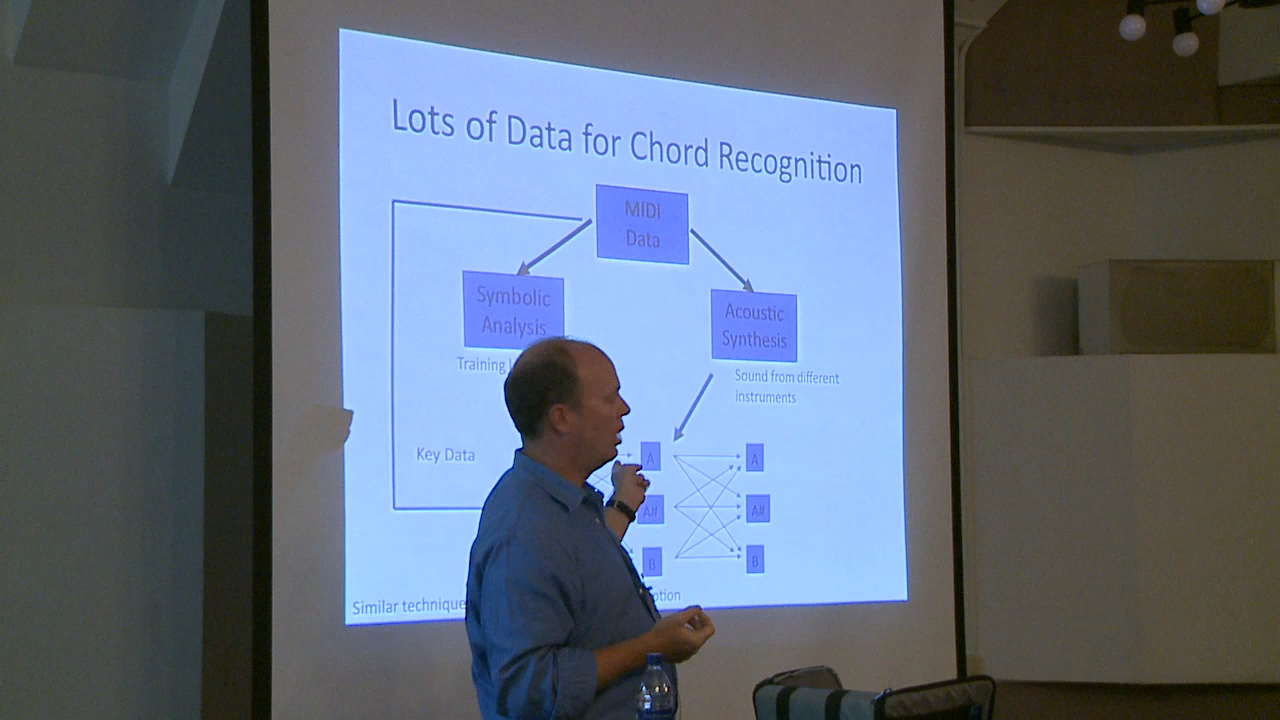 Lots of Data for Chord Recognition
MIDi
Data
Symbolic
Analysis
Acoustic
Synthesis
Training
Sound from different
instruments
Key Data
A
A
A#
A#
B
B
Similar technique